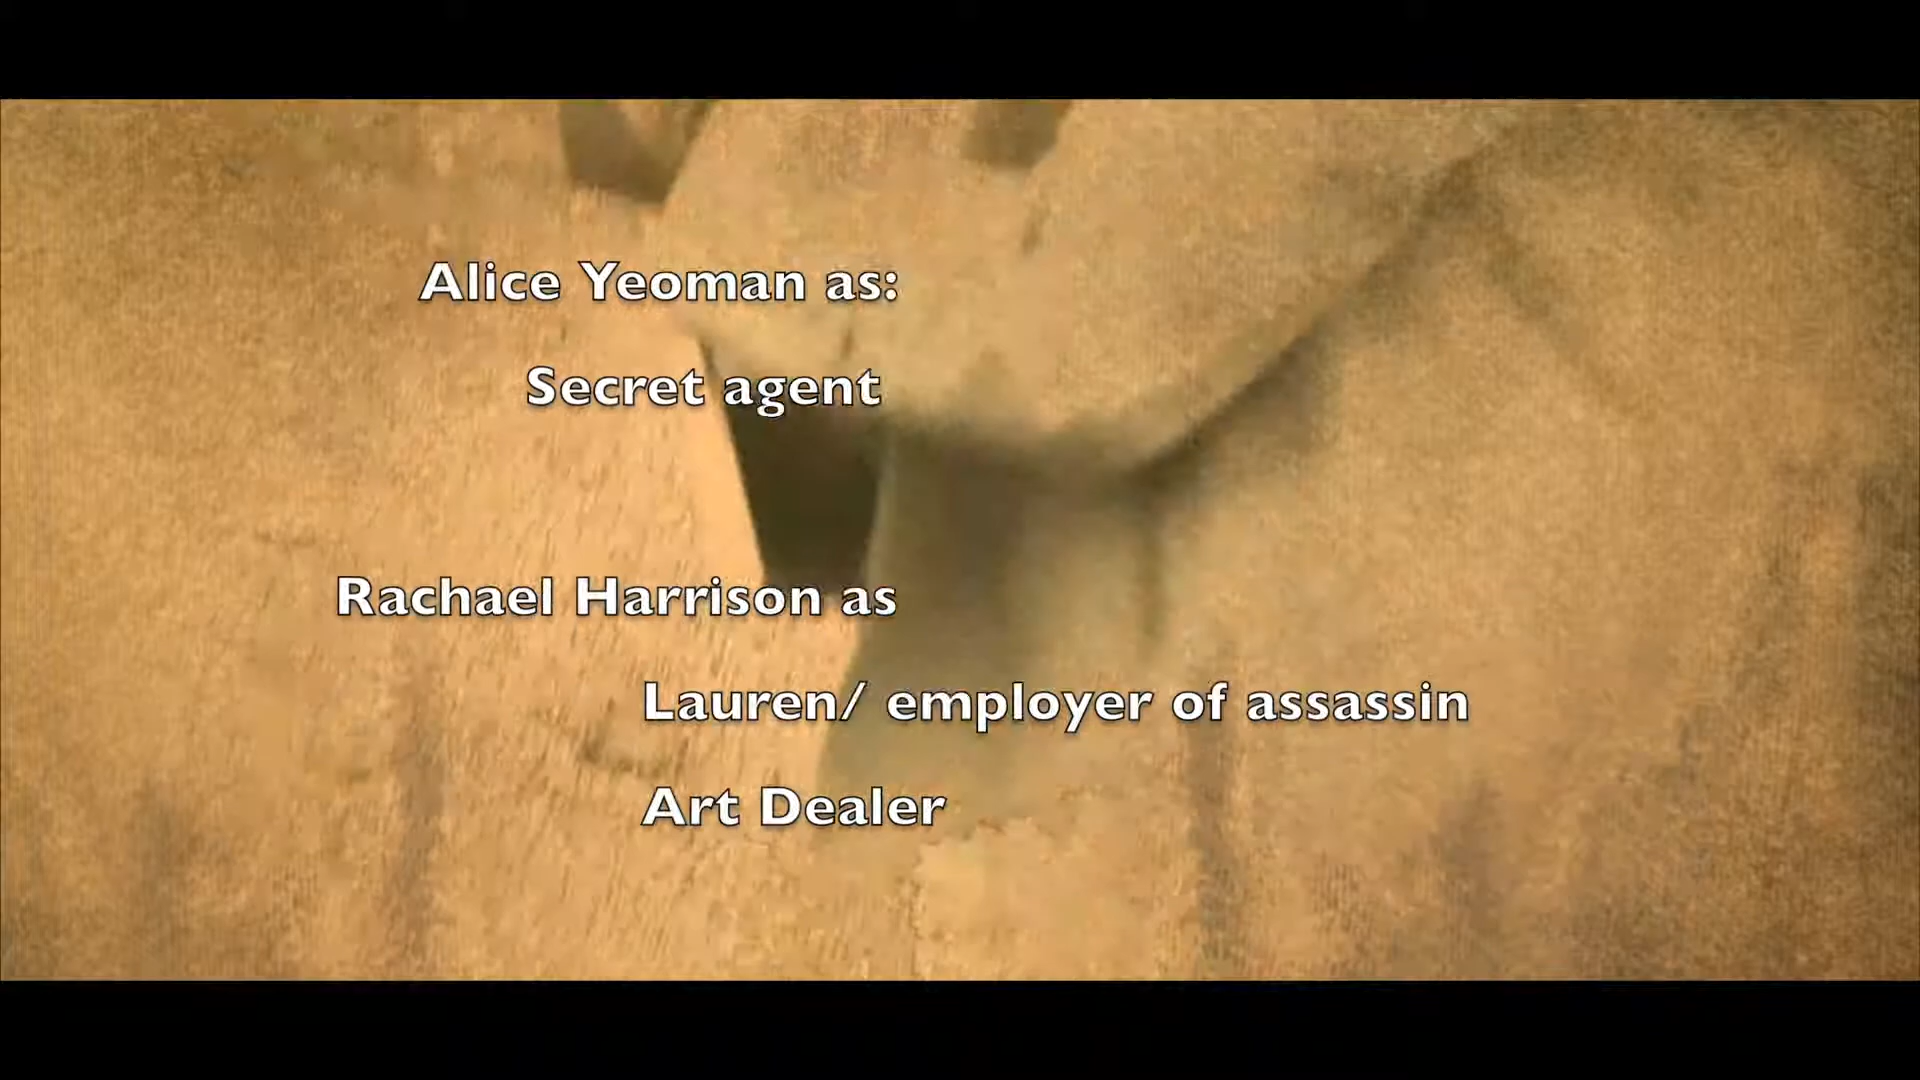 Alice Yeoman as:
Secret agent
Rachael Harrison as
Lauren/ employer of assassin
Art Dealer